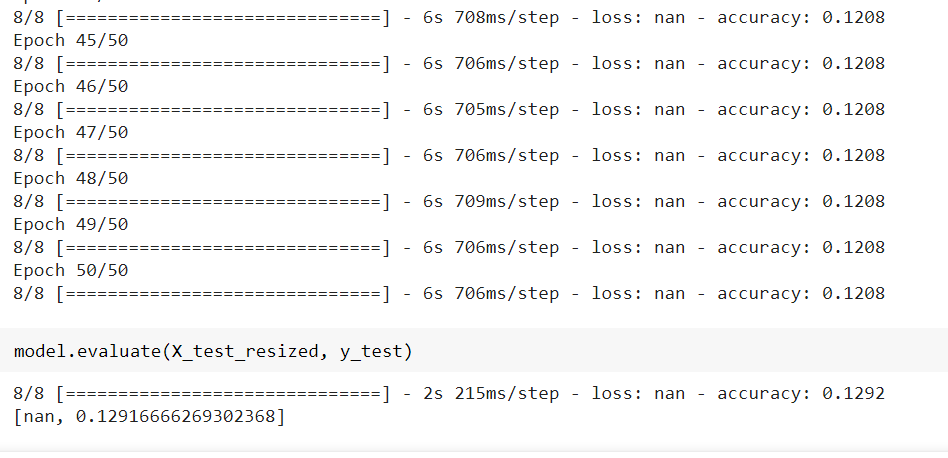 8/8 [==============================] - 6s 708ms/step - loss: nan - accuracy: 0.1208
Epoch 45/50
8/8 [==============================] - 6s 706ms/step - loss: nan - accuracy: 0.1208
Epoch 46/50
8/8 [==============================] - 6s 705ms/step - loss: nan - accuracy: 0.1208
Epoch 47/50
8/8 [==============================] - 6s 706ms/step - loss: nan - accuracy: 0.1208
Epoch 48/50
8/8 [==============================] - 6s 709ms/step - loss: nan - accuracy: 0.1208
Epoch 49/50
8/8 [==============================] - 6s 706ms/step - loss: nan - accuracy: 0.1208
Epoch 50/50
8/8 [==============================] - 6s 706ms/step - loss: nan - accuracy: 0.1208
model.evaluate(X_test_resized, y_test)
8/8 [==============================] - 2s 215ms/step - loss: nan - accuracy: 0.1292
[nan, 0.12916666269302368]